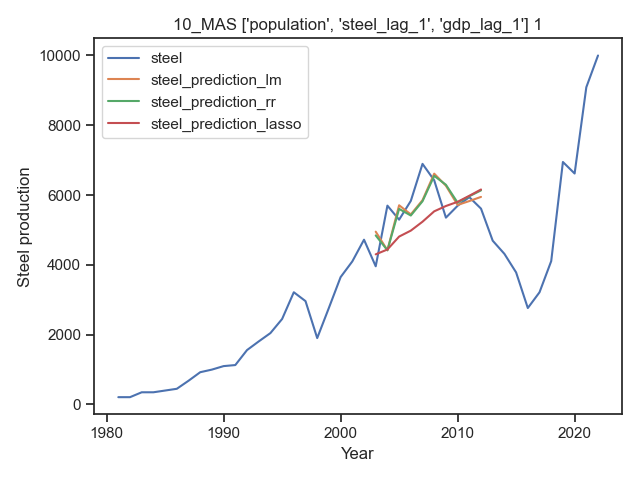 10_MAS ['population', 'steel_lag_1', 'gdp_lag_1'] 1
steel
steel_prediction_lm
steel_prediction_rr
steel_prediction_lasso
Steel production
10000
8000
6000
4000
2000
0
1980
1990
2000
2010
2020
Year